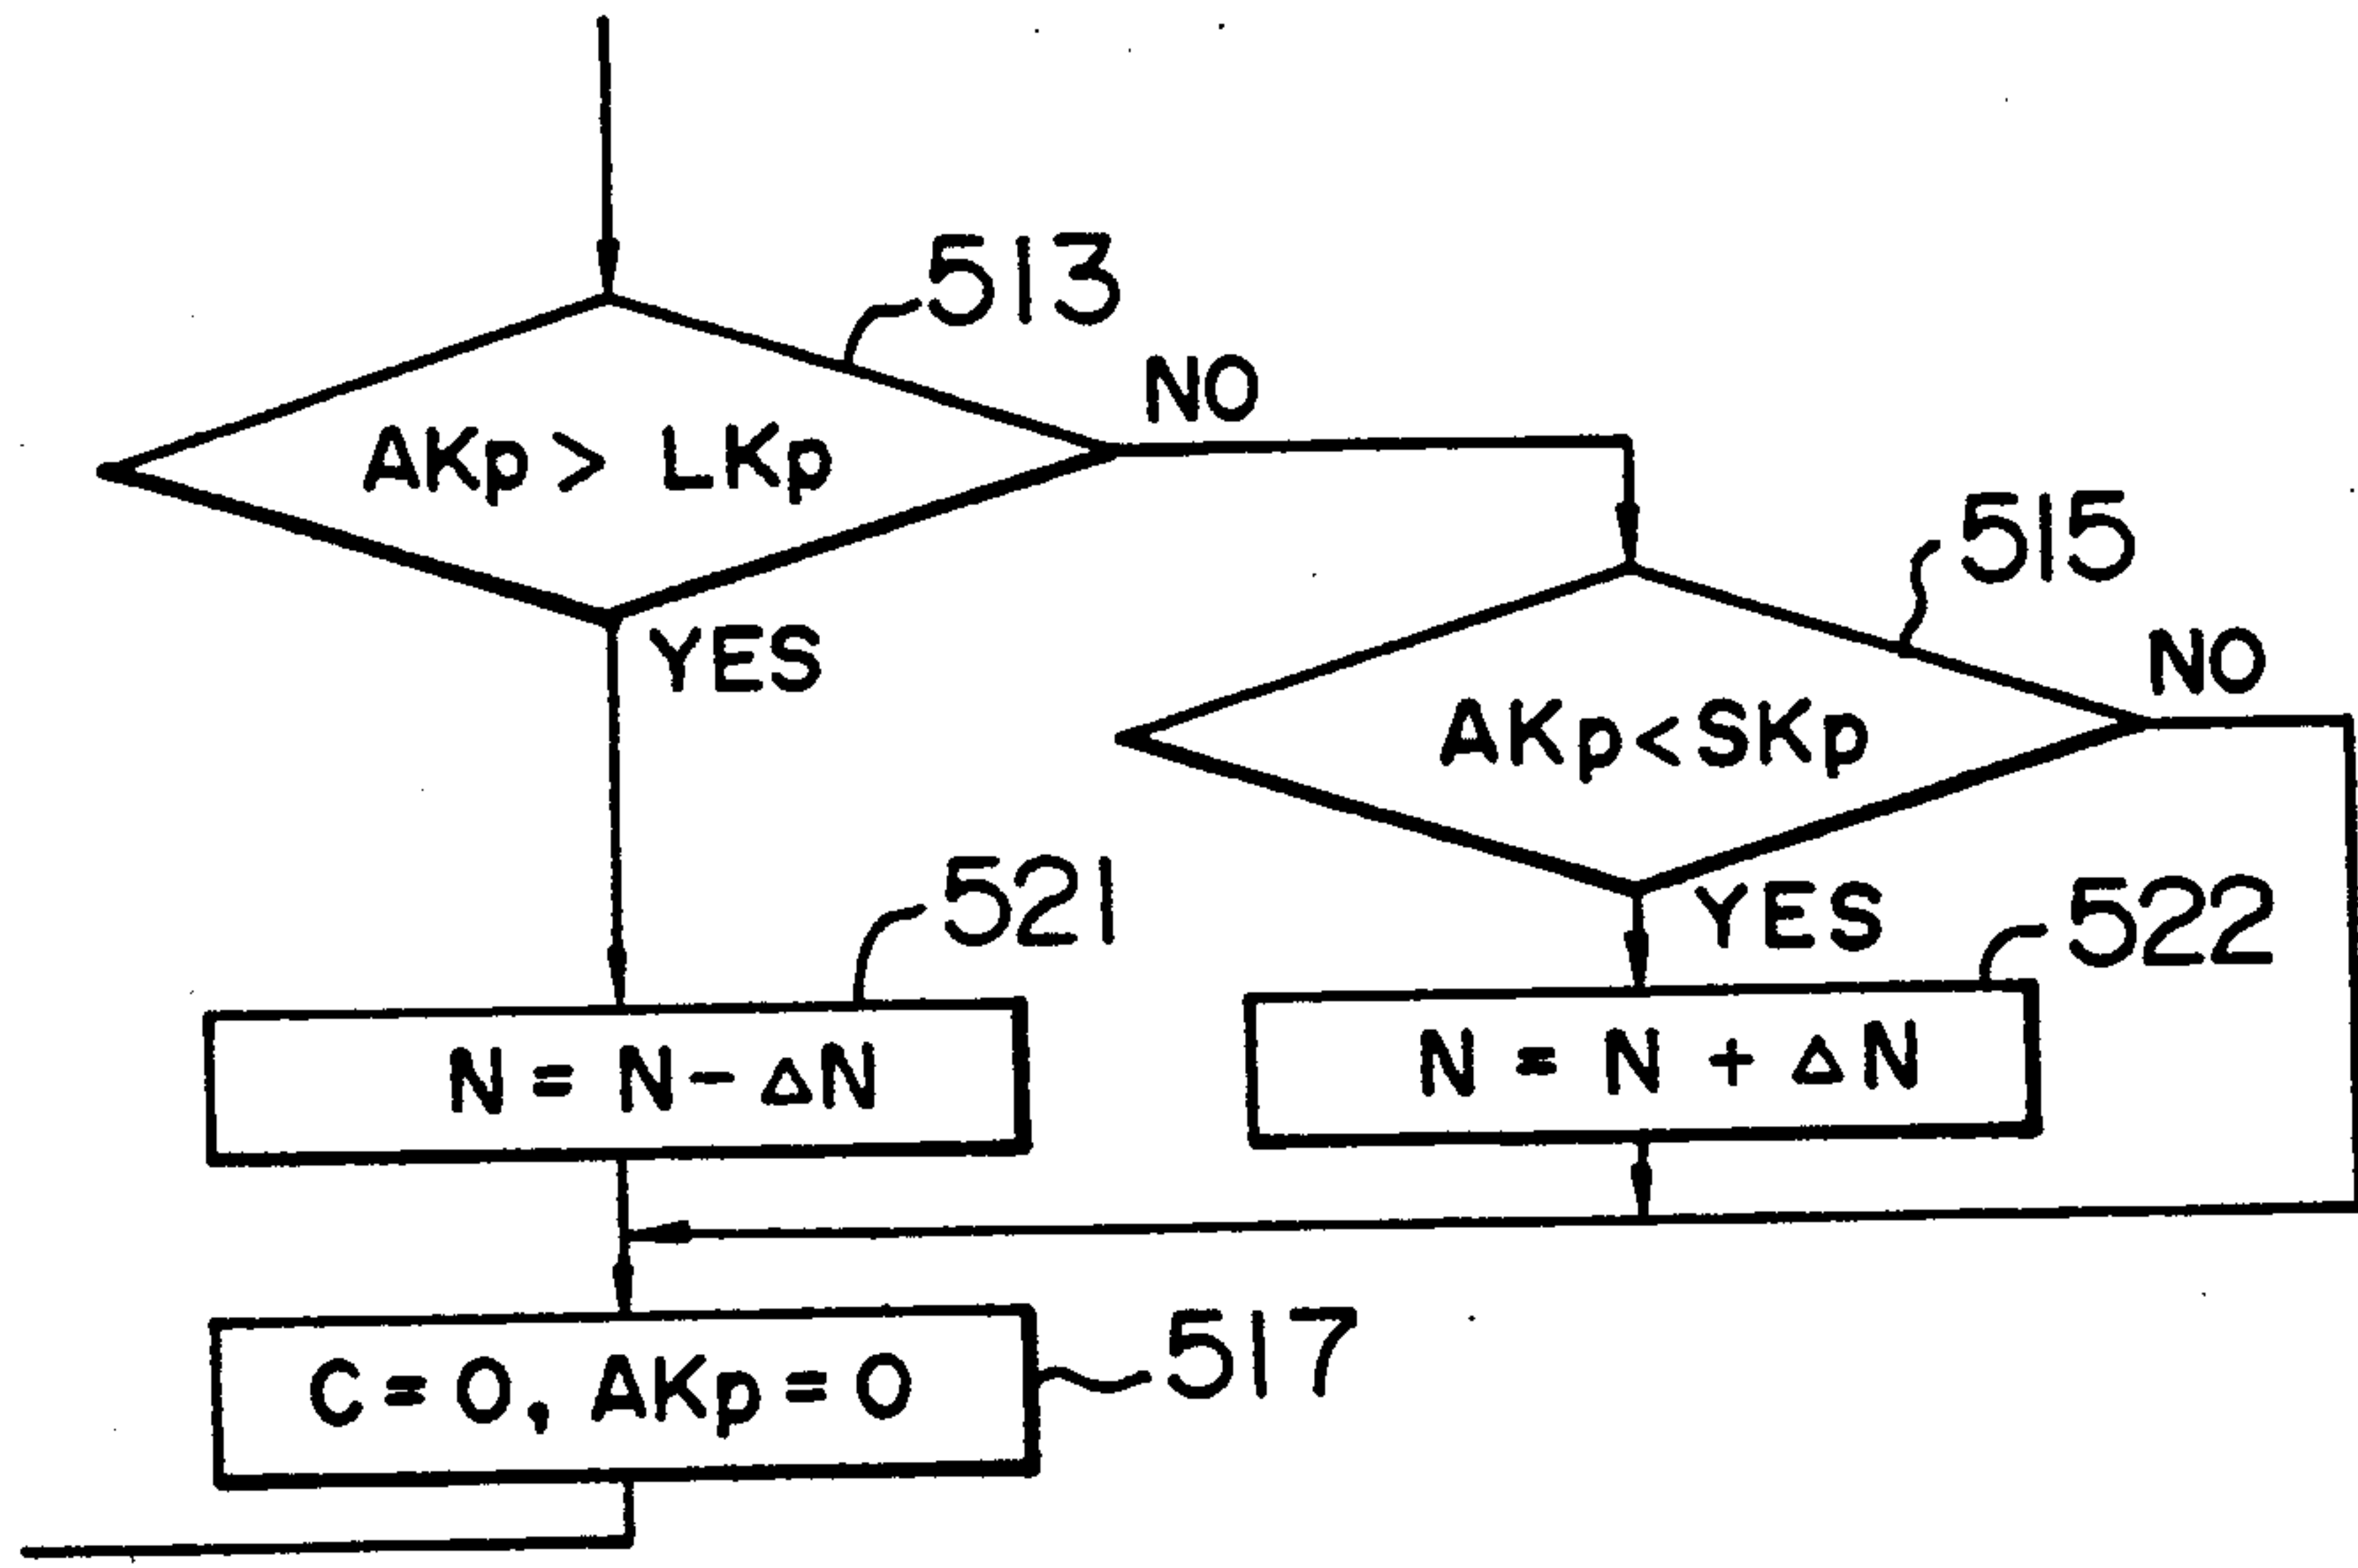 513
NO
AKp > LKp
515
YES
NO
AKp<SKp
521
YES
522
N = N - ΔN
N = N + ΔN
517
C = 0, AKp = 0